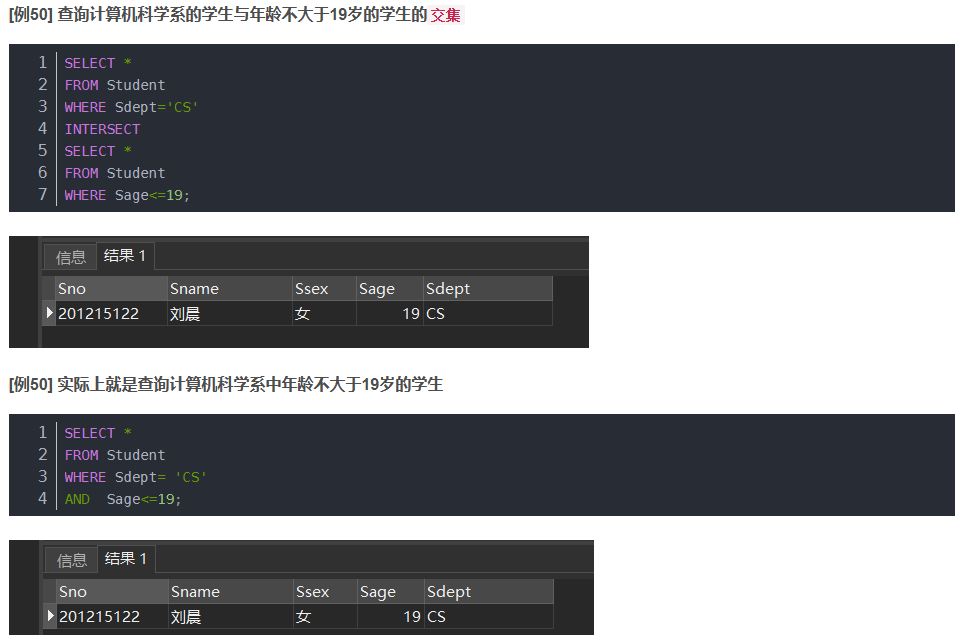 [例50] 查询计算机科学系的学生与年龄不大于19岁的学生的交集
1 SELECT *
2 FROM Student
3 WHERE Sdept='CS'
4 INTERSECT
5 SELECT *
6 FROM Student
7 WHERE Sage<=19;
信息 结果 1
Sno Sname Ssex Sage Sdept
201215122 刘晨 女 19 CS
[例50] 实际上就是查询计算机科学系中年龄不大于19岁的学生
1 SELECT *
2 FROM Student
3 WHERE Sdept= 'CS'
4 AND  Sage<=19;
信息 结果 1
Sno Sname Ssex Sage Sdept
201215122 刘晨 女 19 CS